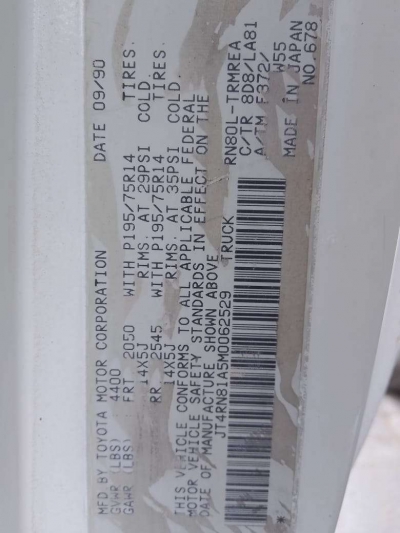 MFD BY TOYOTA MOTOR CORPORATION DATE 09/90
GVWR (LBS) 4400
GAWR (LBS) FRT 2050 WITH P195/75R14 TIRES.
14X5J RIMS. AT 29PSI COLD.
RR 2545 WITH P195/75R14 TIRES.
14X5J RIMS. AT 35PSI COLD.
THIS VEHICLE CONFORMS TO ALL APPLICABLE FEDERAL
MOTOR VEHICLE SAFETY STANDARDS IN EFFECT ON THE
DATE OF MANUFACTURE SHOWN ABOVE
JT4RN81A5M0062529 TRUCK
RN80L-TRMREA
C/TR 8D8/LA81
A/TM F372/ W55
MADE IN JAPAN
NO.678